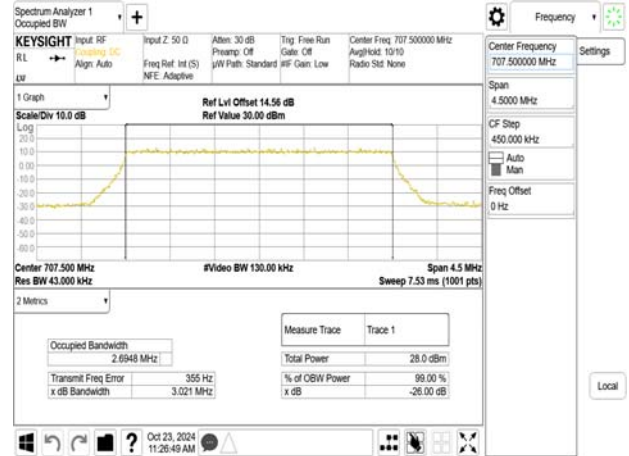 Spectrum Analyzer 1
Occupied BW
Frequency
KEYSIGHT
RL
Input: RF
Coupling: DC
Align: Auto
Input Z: 50 Ω
Freq Ref: Int (S)
NFE: Adaptive
Atten: 30 dB
Preamp: Off
µW Path: Standard
Trig: Free Run
Gate: Off
#IF Gain: Low
Center Freq: 707.500000 MHz
Avg|Hold: 10/10
Radio Std: None
Center Frequency
707.500000 MHz
Settings
Span
4.5000 MHz
CF Step
450.000 kHz
Auto
Man
Freq Offset
0 Hz
1 Graph
Scale/Div 10.0 dB
Ref Lvl Offset 14.56 dB
Ref Value 30.00 dBm
Log
20.0
10.0
0.00
-10.0
-20.0
-30.0
-40.0
-50.0
-60.0
Center 707.500 MHz
Res BW 43.000 kHz
#Video BW 130.00 kHz
Span 4.5 MHz
Sweep 7.53 ms (1001 pts)
2 Metrics
Measure Trace Trace 1
Occupied Bandwidth
2.6948 MHz
Total Power 28.0 dBm
Transmit Freq Error 355 Hz
% of OBW Power 99.00 %
x dB Bandwidth 3.021 MHz
x dB -26.00 dB
Local
?
Oct 23, 2024
11:26:49 AM